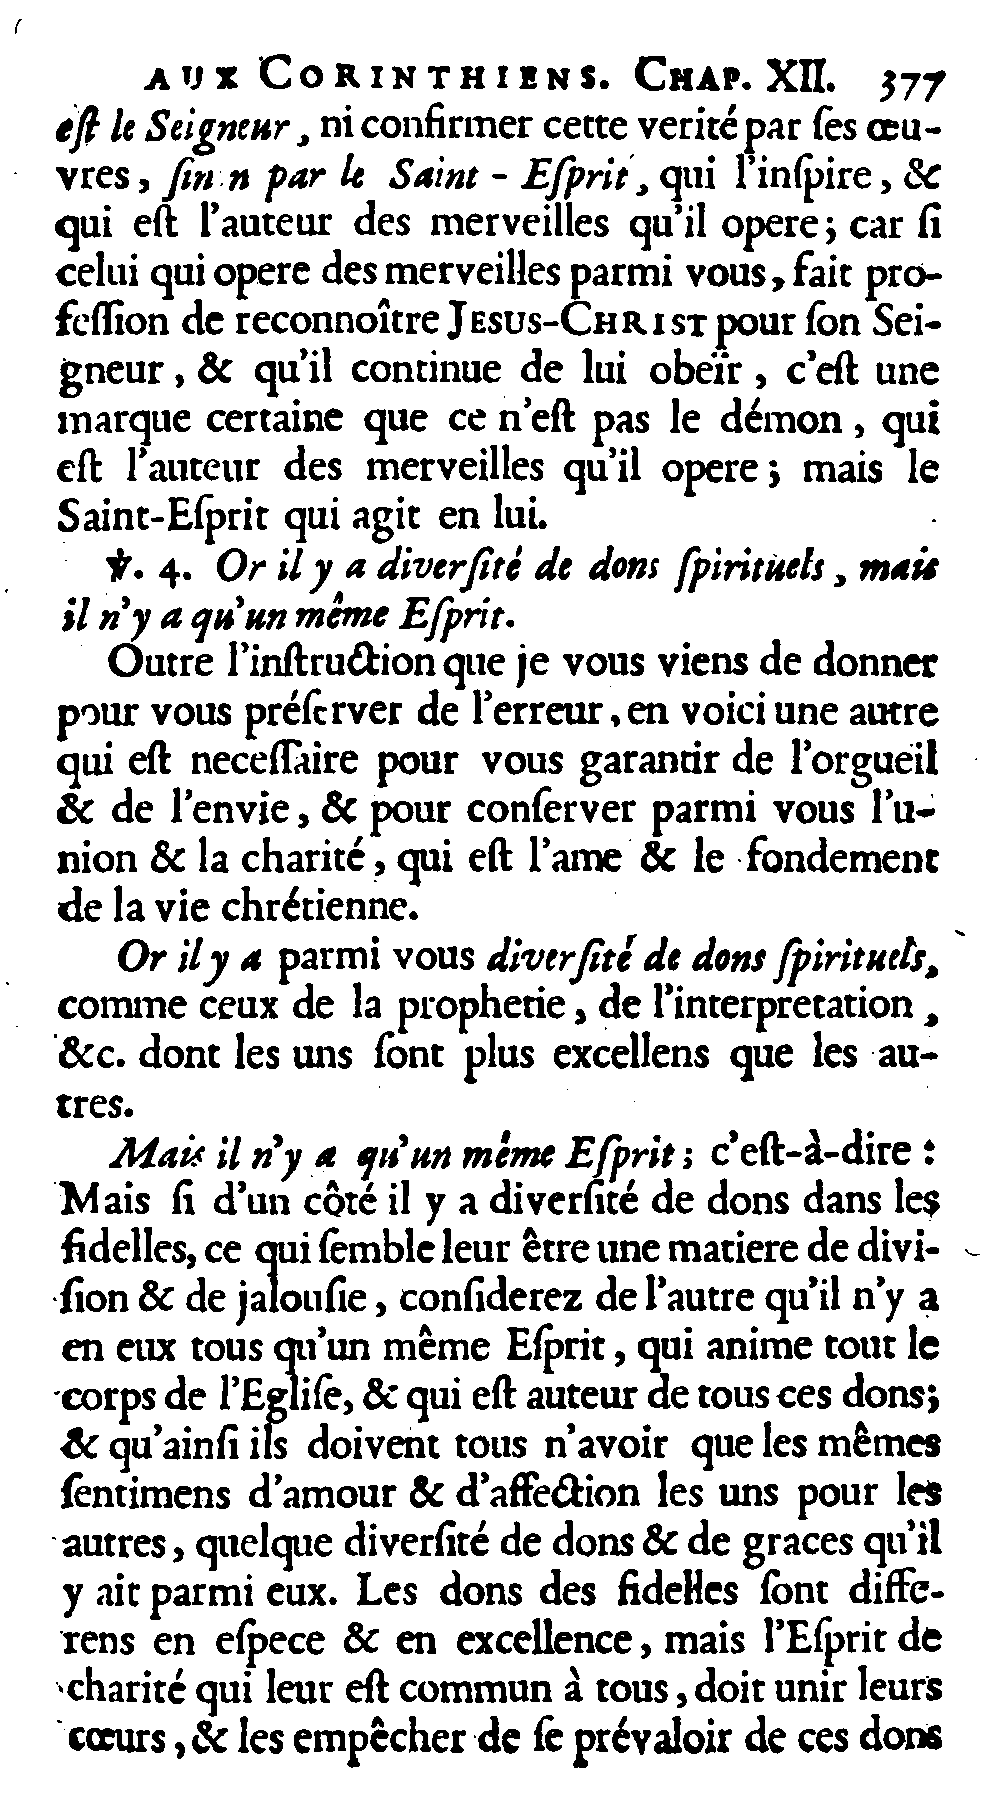 AUX CORINTHIENS. CHAP. XII. 377
eſt le Seigneur, ni confirmer cette verité par ſes œu-
vres, ſin n par le Saint-Eſprit, qui l'inſpire, &
qui eſt l'auteur des merveilles qu'il opere; car ſi
celui qui opere des merveilles parmi vous, fait pro-
feſſion de reconnoître JESUS-CHRIST pour ſon Sei-
gneur, & qu'il continue de lui obeïr, c'eſt une
marque certaine que ce n'eſt pas le démon, qui
eſt l'auteur des merveilles qu'il opere; mais le
Saint-Eſprit qui agit en lui.
℣. 4. Or il y a diverſité de dons ſpirituels, mais
il n'y a qu'un même Eſprit.
Outre l'inſtruction que je vous viens de donner
pour vous préſerver de l'erreur, en voici une autre
qui eſt neceſſaire pour vous garantir de l'orgueil
& de l'envie, & pour conſerver parmi vous l'u-
nion & la charité, qui eſt l'ame & le fondement
de la vie chrétienne.
Or il y a parmi vous diverſité de dons ſpirituels,
comme ceux de la prophetie, de l'interpretation,
&c. dont les uns ſont plus excellens que les au-
tres.
Mais il n'y a qu'un même Eſprit; c'eſt-à-dire:
Mais ſi d'un côté il y a diverſité de dons dans les
fidelles, ce qui ſemble leur être une matiere de divi-
ſion & de jalouſie, conſiderez de l'autre qu'il n'y a
en eux tous qu'un même Eſprit, qui anime tout le
corps de l'Egliſe, & qui eſt auteur de tous ces dons;
& qu'ainſi ils doivent tous n'avoir que les mêmes
ſentimens d'amour & d'affection les uns pour les
autres, quelque diverſité de dons & de graces qu'il
y ait parmi eux. Les dons des fidelles ſont diffe-
rens en eſpece & en excellence, mais l'Eſprit de
charité qui leur eſt commun à tous, doit unir leurs
cœurs, & les empêcher de ſe prévaloir de ces dons